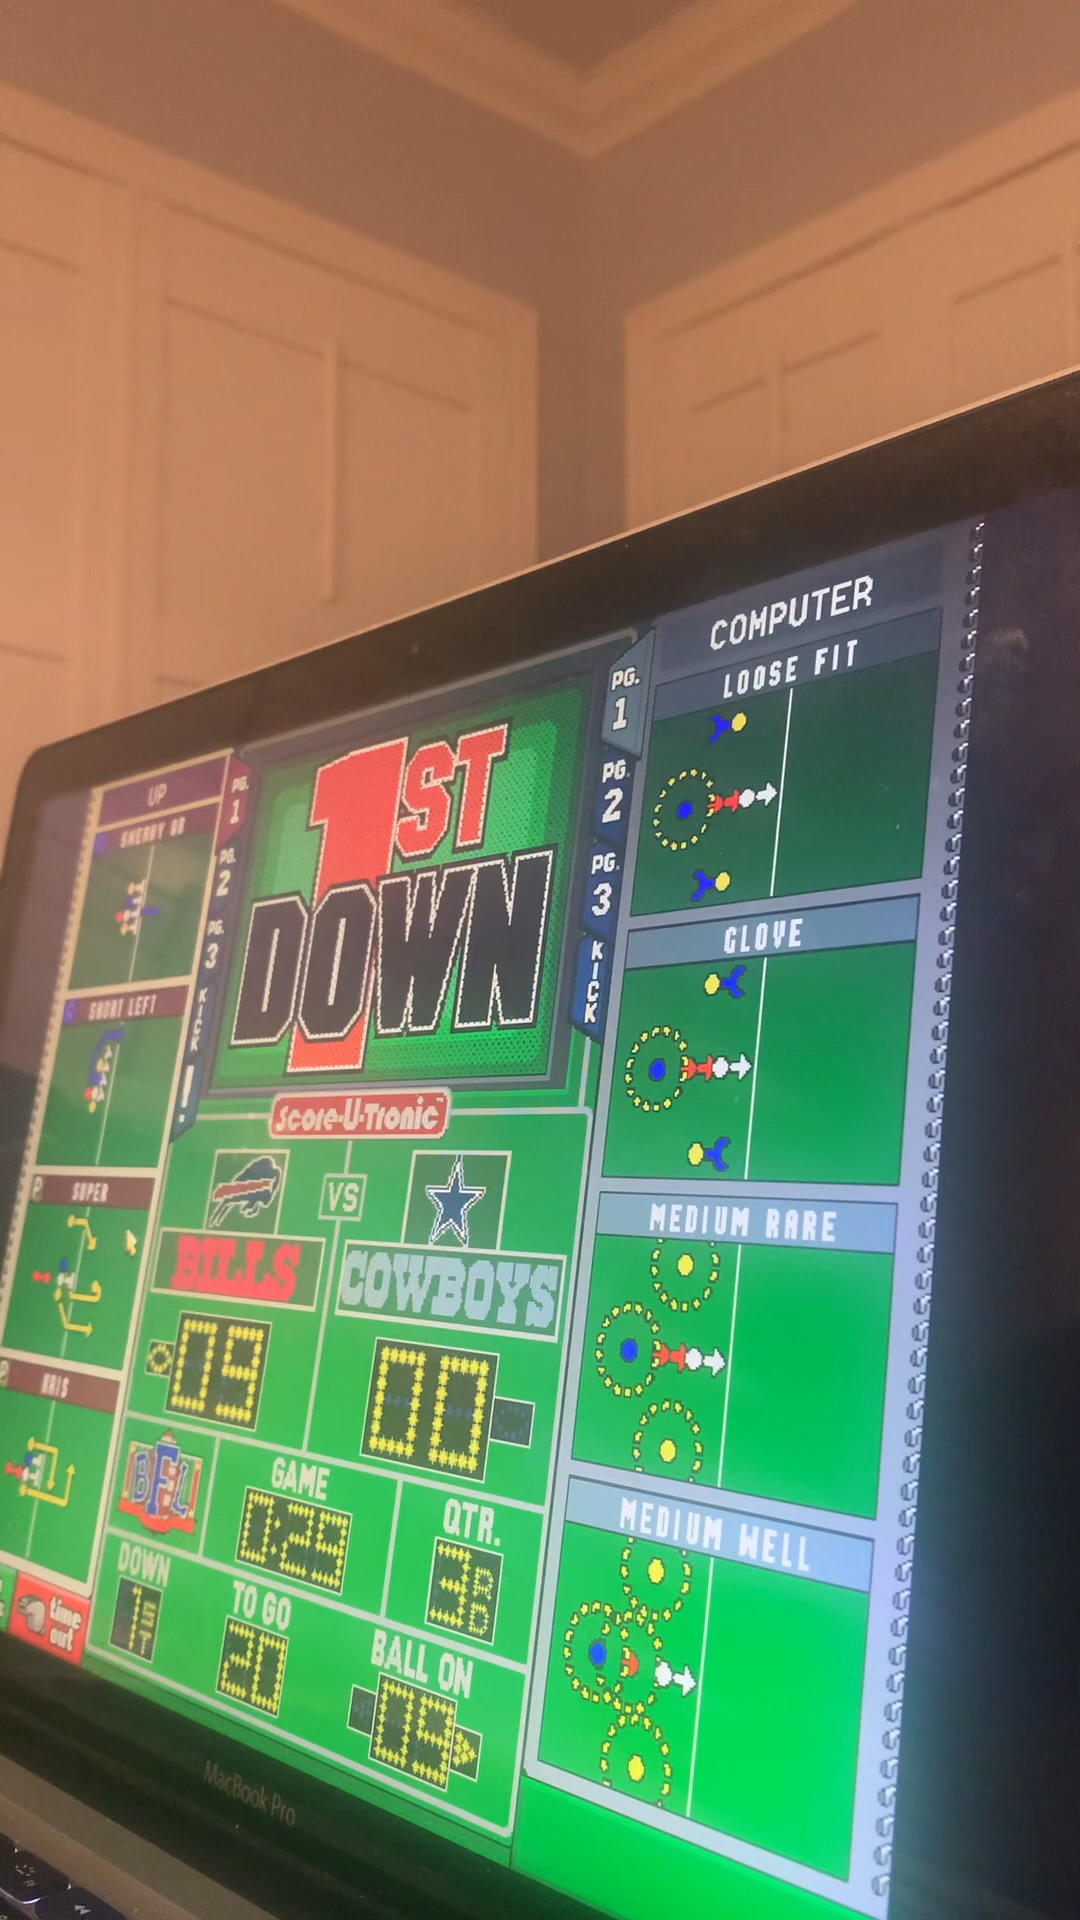 UP
SNEAKY QB
SHORT LEFT
P
SUPER
P
PG. 1
PG. 2
PG. 3
KICK
!
1ST
DOWN
PG. 1
PG. 2
PG. 3
KICK
COMPUTER
LOOSE FIT
GLOVE
MEDIUM RARE
MEDIUM WELL
Score-U-Tronic
VS
BILLS
COWBOYS
00
BFL
GAME
0:29
QTR.
3RD
DOWN
1ST
TO GO
20
BALL ON
time
out
MacBook Pro